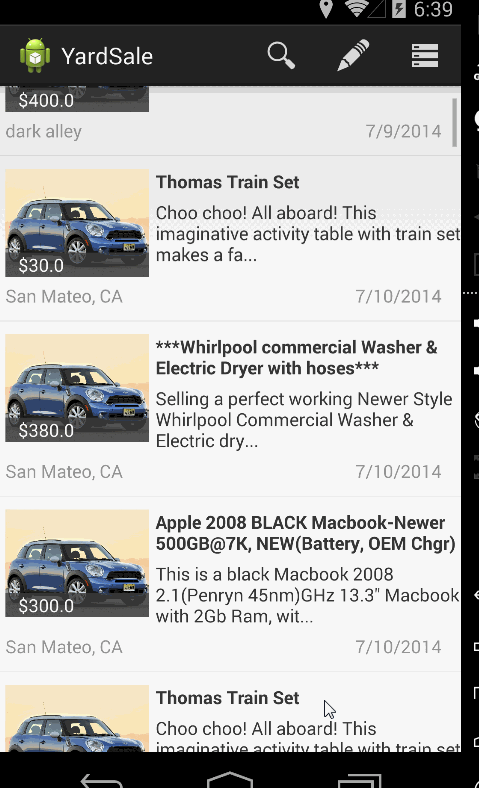 6:39
YardSale
$400.0
dark alley
7/9/2014
Thomas Train Set
Choo choo! All aboard! This
imaginative activity table with train set
makes a fa...
$30.0
San Mateo, CA
7/10/2014
***Whirlpool commercial Washer &
Electric Dryer with hoses***
Selling a perfect working Newer Style
Whirlpool Commercial Washer &
Electric dry...
$380.0
San Mateo, CA
7/10/2014
Apple 2008 BLACK Macbook-Newer
500GB@7K, NEW(Battery, OEM Chgr)
This is a black Macbook 2008
2.1(Penryn 45nm)GHz 13.3" Macbook
with 2Gb Ram, wit...
$300.0
San Mateo, CA
7/10/2014
Thomas Train Set
Choo choo! All aboard! This
imaginative activity table with train set